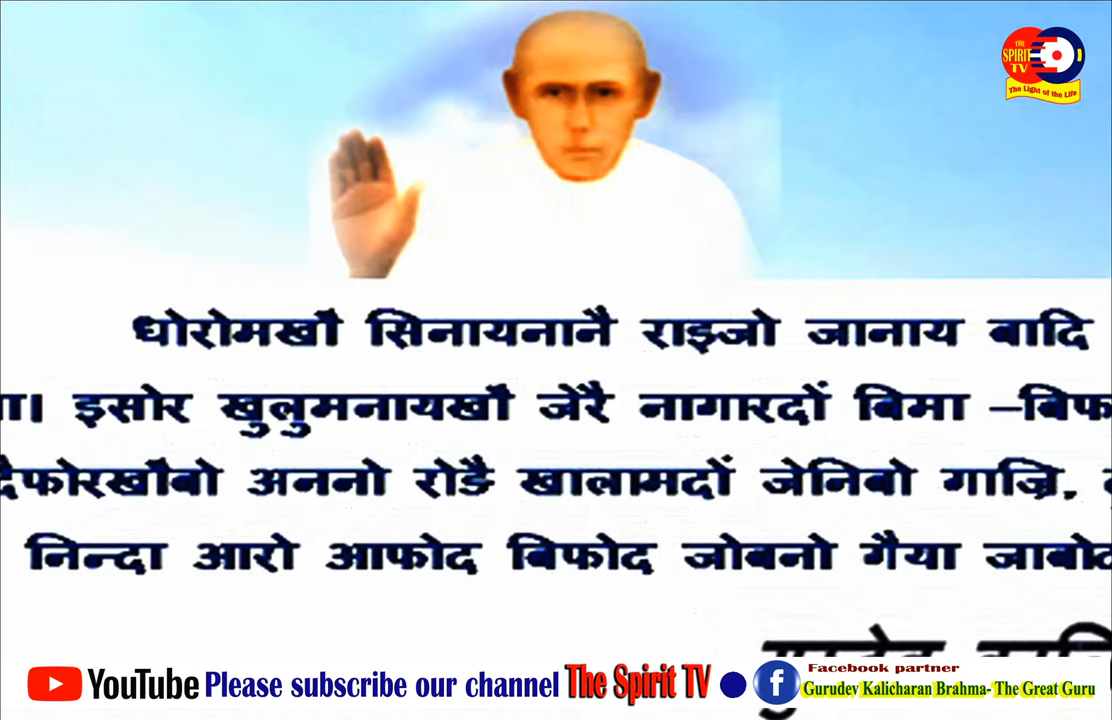 THE
SPIRIT
TV
The Light of the Life
धोरोमखौ सिनायनानै राइजो जानाय बादि
इसोर खुलुमनायखौ जेरै नागारदों बिमा –बिफ
दैफोरखौबो अननो रोङै खालामदों जेनिबो गाज्रि,
निन्दा आरो आफोद बिफोद जोबनो गैया जाबोद
YouTube Please subscribe our channel The Spirit TV
Facebook partner
Gurudev Kalicharan Brahma- The Great Guru